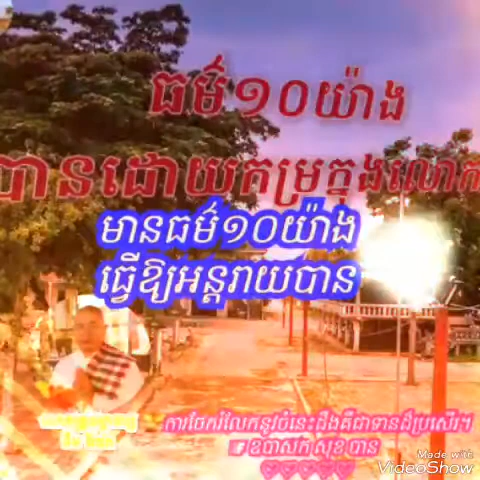 ធម៌១០យ៉ាង
បានដោយកម្រក្នុងលោក
មានធម៌១០យ៉ាង
ធ្វើឱ្យអន្តរាយបាន
ការចែករំលែកនូវចំនេះដឹងគឺជាទានដ៏ប្រសើរ។
ឧបាសក សុខ បាន
Made with
VideoShow